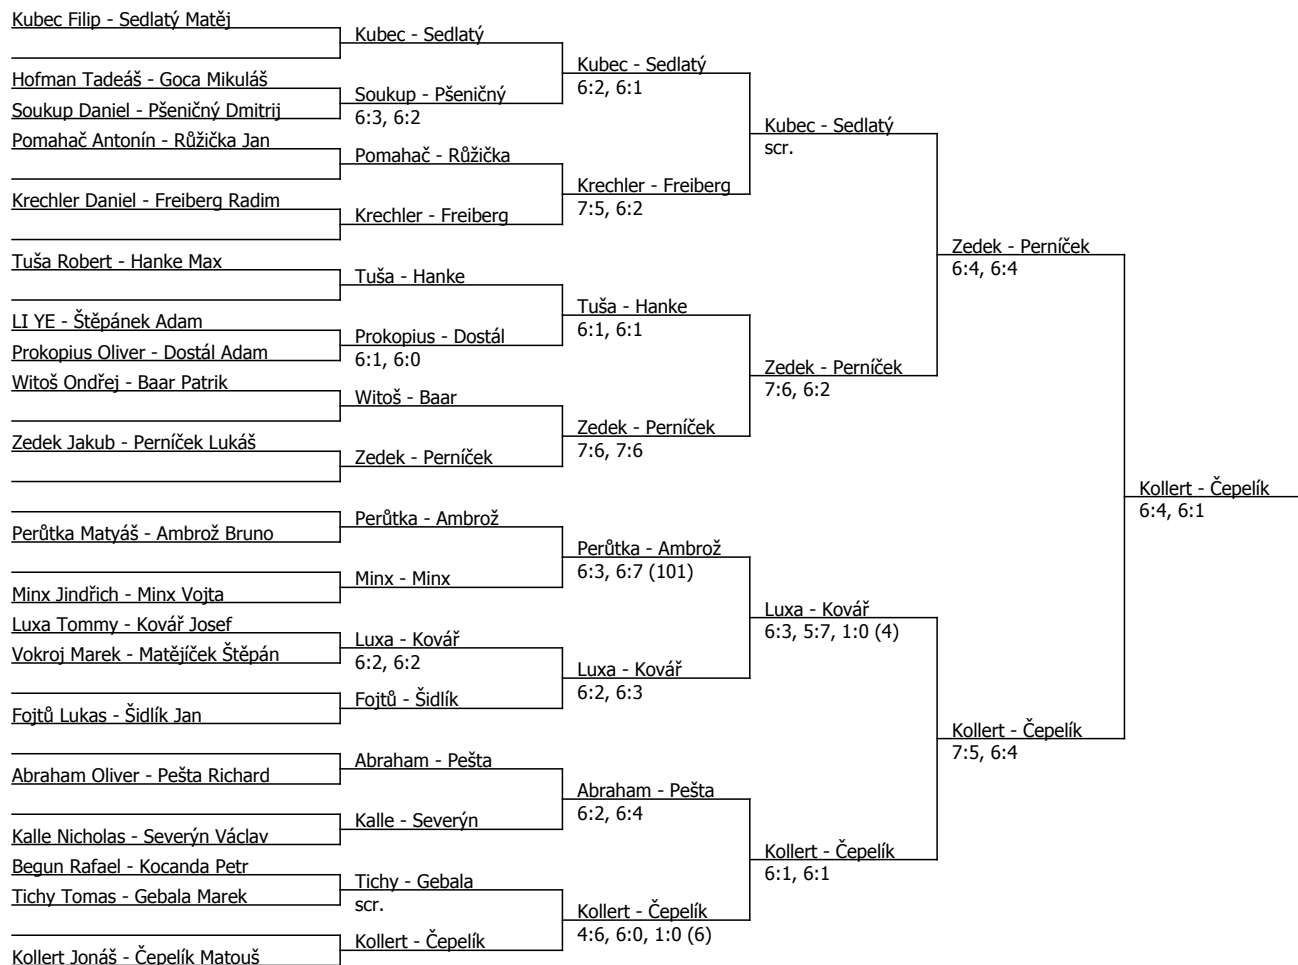 Kubec Filip - Sedlatý Matěj
Hofman Tadeáš - Goca Mikuláš
Soukup Daniel - Pšeničný Dmitrij
Pomahač Antonín - Růžička Jan
Krechler Daniel - Freiberg Radim
Tuša Robert - Hanke Max
LI YE - Štěpánek Adam
Prokopius Oliver - Dostál Adam
Witoš Ondřej - Baar Patrik
Zedek Jakub - Perníček Lukáš
Perůtka Matyáš - Ambrož Bruno
Minx Jindřich - Minx Vojta
Luxa Tommy - Kovář Josef
Vokroj Marek - Matějíček Štěpán
Fojtů Lukas - Šidlík Jan
Abraham Oliver - Pešta Richard
Kalle Nicholas - Severýn Václav
Begun Rafael - Kocanda Petr
Tichy Tomas - Gebala Marek
Kollert Jonáš - Čepelík Matouš
Kubec - Sedlatý
Soukup - Pšeničný
6:3, 6:2
Pomahač - Růžička
Krechler - Freiberg
Tuša - Hanke
Prokopius - Dostál
6:1, 6:0
Witoš - Baar
Zedek - Perníček
Perůtka - Ambrož
Minx - Minx
Luxa - Kovář
6:2, 6:2
Fojtů - Šidlík
Abraham - Pešta
Kalle - Severýn
Tichy - Gebala
scr.
Kollert - Čepelík
Kubec - Sedlatý
6:2, 6:1
Krechler - Freiberg
7:5, 6:2
Tuša - Hanke
6:1, 6:1
Zedek - Perníček
7:6, 7:6
Perůtka - Ambrož
6:3, 6:7 (101)
Luxa - Kovář
6:2, 6:3
Abraham - Pešta
6:2, 6:4
Kollert - Čepelík
4:6, 6:0, 1:0 (6)
Kubec - Sedlatý
scr.
Zedek - Perníček
7:6, 6:2
Luxa - Kovář
6:3, 5:7, 1:0 (4)
Kollert - Čepelík
6:1, 6:1
Zedek - Perníček
6:4, 6:4
Kollert - Čepelík
7:5, 6:4
Kollert - Čepelík
6:4, 6:1